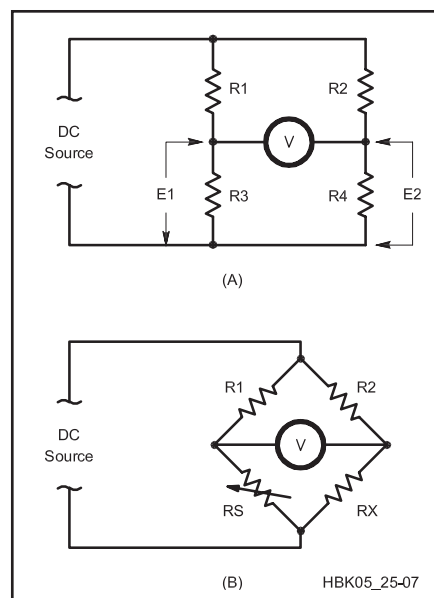 R1
R2
DC
Source
V
E1
R3
R4
E2
(A)
R1
R2
DC
Source
V
RS
RX
(B)
HBK05_25-07